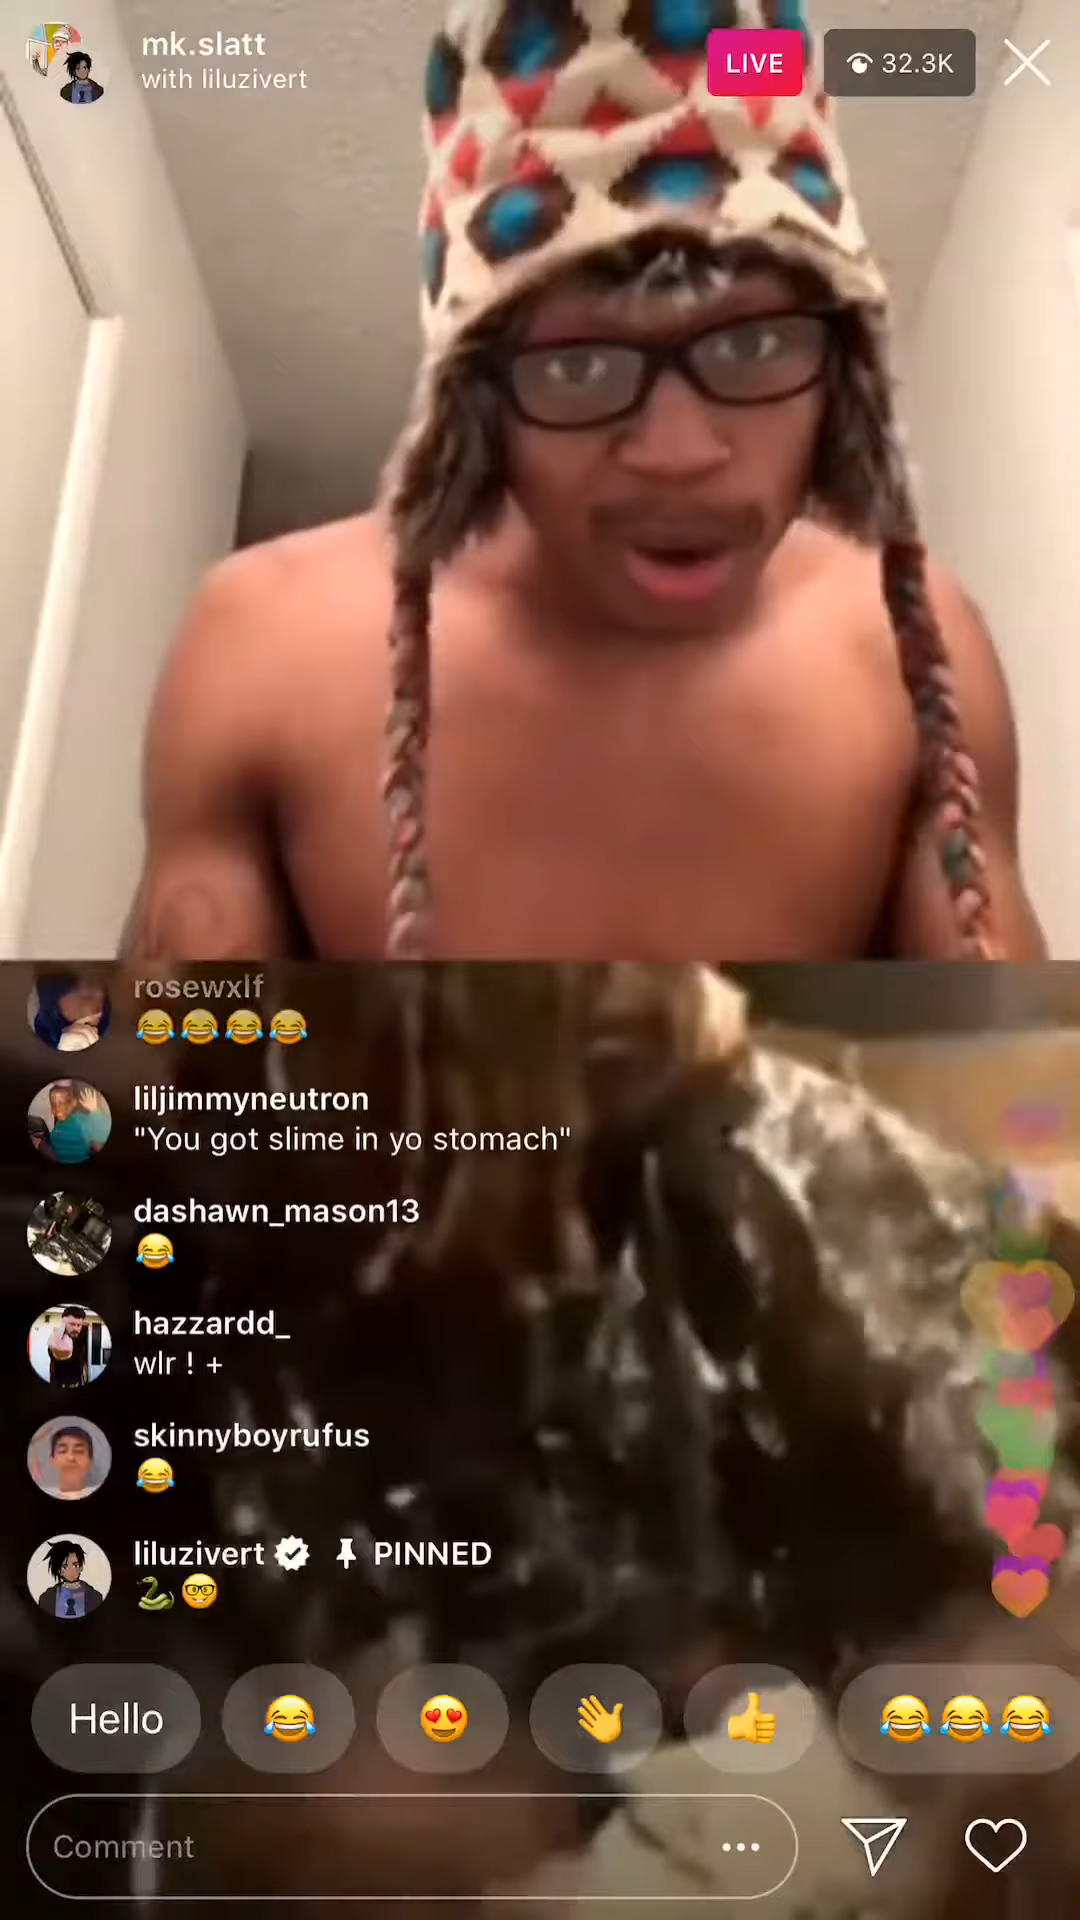 mk.slatt
with liluzivert
LIVE
32.3K
rosewxlf
😂😂😂😂
liljimmyneutron
"You got slime in yo stomach"
dashawn_mason13
😂
hazzardd_
wlr ! +
skinnyboyrufus
😂
liluzivert PINNED
🐍🤓
Hello 😂 😍 👋 👍 😂😂😂
Comment